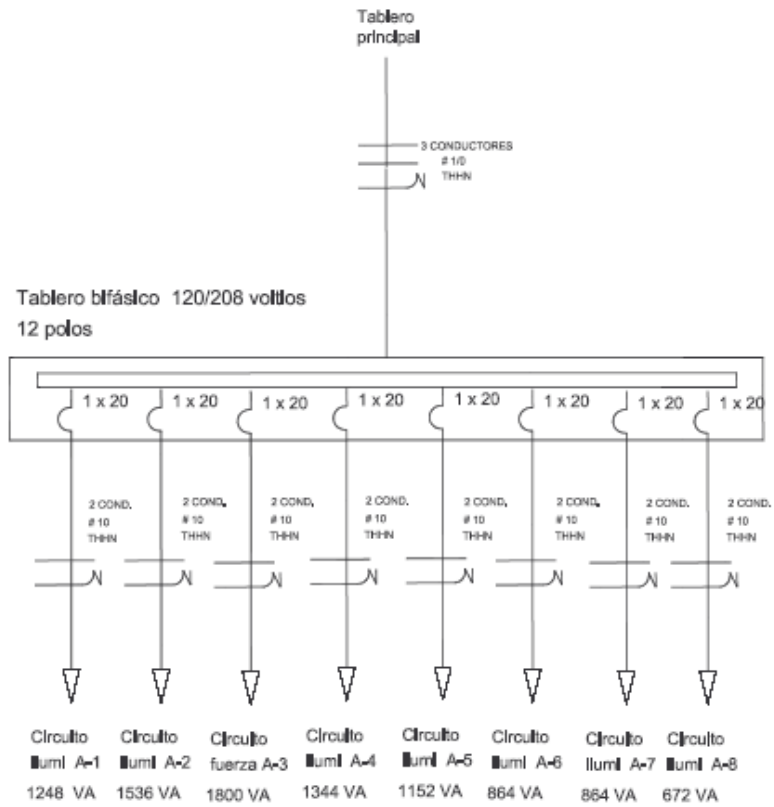 Tablero
principal
3 CONDUCTORES
# 1/0
THHN
N
Tablero bifásico 120/208 voltios
12 polos
1 x 20
1 x 20
1 x 20
1 x 20
1 x 20
1 x 20
1 x 20
1 x 20
2 COND.
# 10
THHN
N
2 COND.
# 10
THHN
N
2 COND.
# 10
THHN
N
2 COND.
# 10
THHN
N
2 COND.
# 10
THHN
N
2 COND.
# 10
THHN
N
2 COND.
# 10
THHN
N
2 COND.
# 10
THHN
N
Circuito
Ilumi A-1
1248 VA
Circuito
Ilumi A-2
1536 VA
Circuito
fuerza A-3
1800 VA
Circuito
Ilumi A-4
1344 VA
Circuito
Ilumi A-5
1152 VA
Circuito
Ilumi A-6
864 VA
Circuito
Ilumi A-7
864 VA
Circuito
Ilumi A-8
672 VA